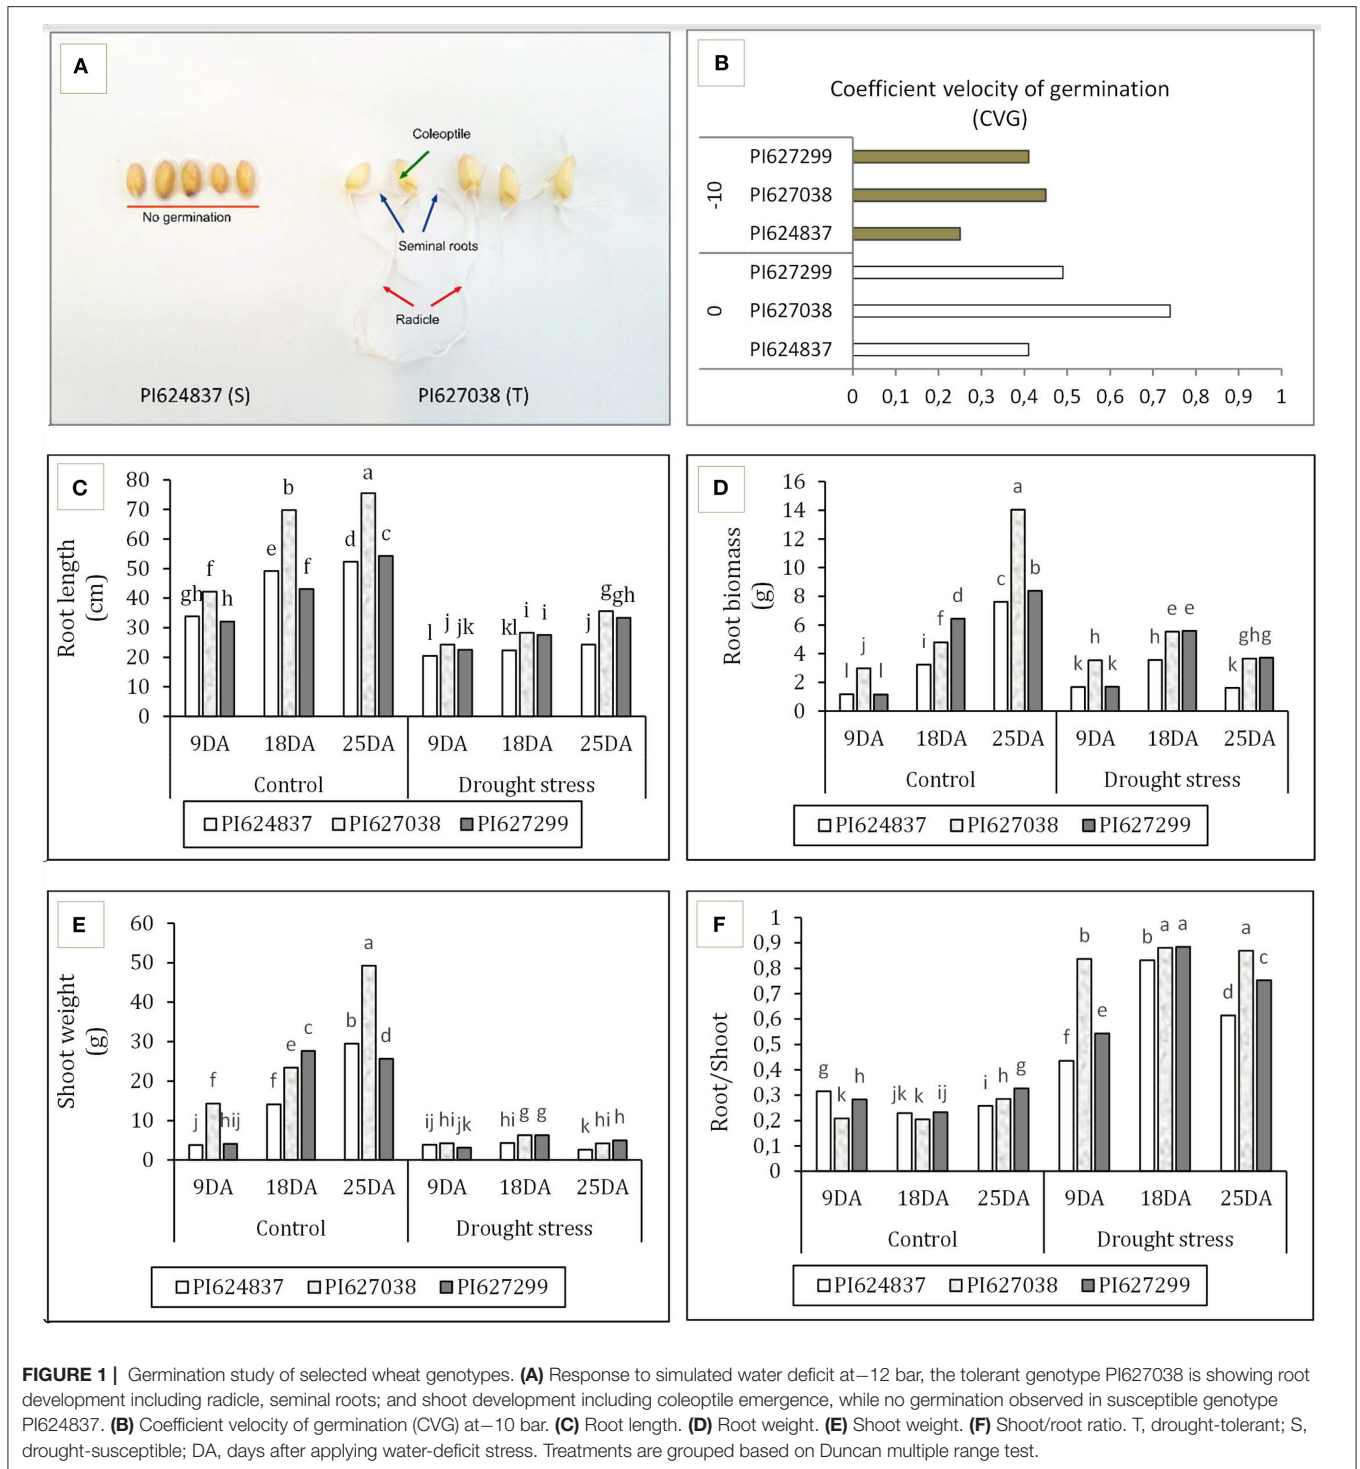 A
Coleoptile
No germination
Seminal roots
Radicle
PI624837 (S)
PI627038 (T)
B
Coefficient velocity of germination
(CVG)
-10
PI627299
PI627038
PI624837
0
PI627299
PI627038
PI624837
0 0,1 0,2 0,3 0,4 0,5 0,6 0,7 0,8 0,9 1
C
Root length
(cm)
80
70
60
50
40
30
20
10
0
gh f h e b f d a c l j jk kl i i j g gh
9DA 18DA 25DA 9DA 18DA 25DA
Control Drought stress
PI624837 PI627038 PI627299
D
Root biomass
(g)
16
14
12
10
8
6
4
2
0
l j l i f d c a b k h k h e e k gh g
9DA 18DA 25DA 9DA 18DA 25DA
Control Drought stress
PI624837 PI627038 PI627299
E
Shoot weight
(g)
60
50
40
30
20
10
0
j f hij f e c b a d ij hi jk hi g g k hi h
9DA 18DA 25DA 9DA 18DA 25DA
Control Drought stress
PI624837 PI627038 PI627299
F
Root/Shoot
1
0,9
0,8
0,7
0,6
0,5
0,4
0,3
0,2
0,1
0
g k h jk k ij i h g f b e b a a d a c
9DA 18DA 25DA 9DA 18DA 25DA
Control Drought stress
PI624837 PI627038 PI627299
FIGURE 1 | Germination study of selected wheat genotypes. (A) Response to simulated water deficit at−12 bar, the tolerant genotype PI627038 is showing root
development including radicle, seminal roots; and shoot development including coleoptile emergence, while no germination observed in susceptible genotype
PI624837. (B) Coefficient velocity of germination (CVG) at−10 bar. (C) Root length. (D) Root weight. (E) Shoot weight. (F) Shoot/root ratio. T, drought-tolerant; S,
drought-susceptible; DA, days after applying water-deficit stress. Treatments are grouped based on Duncan multiple range test.